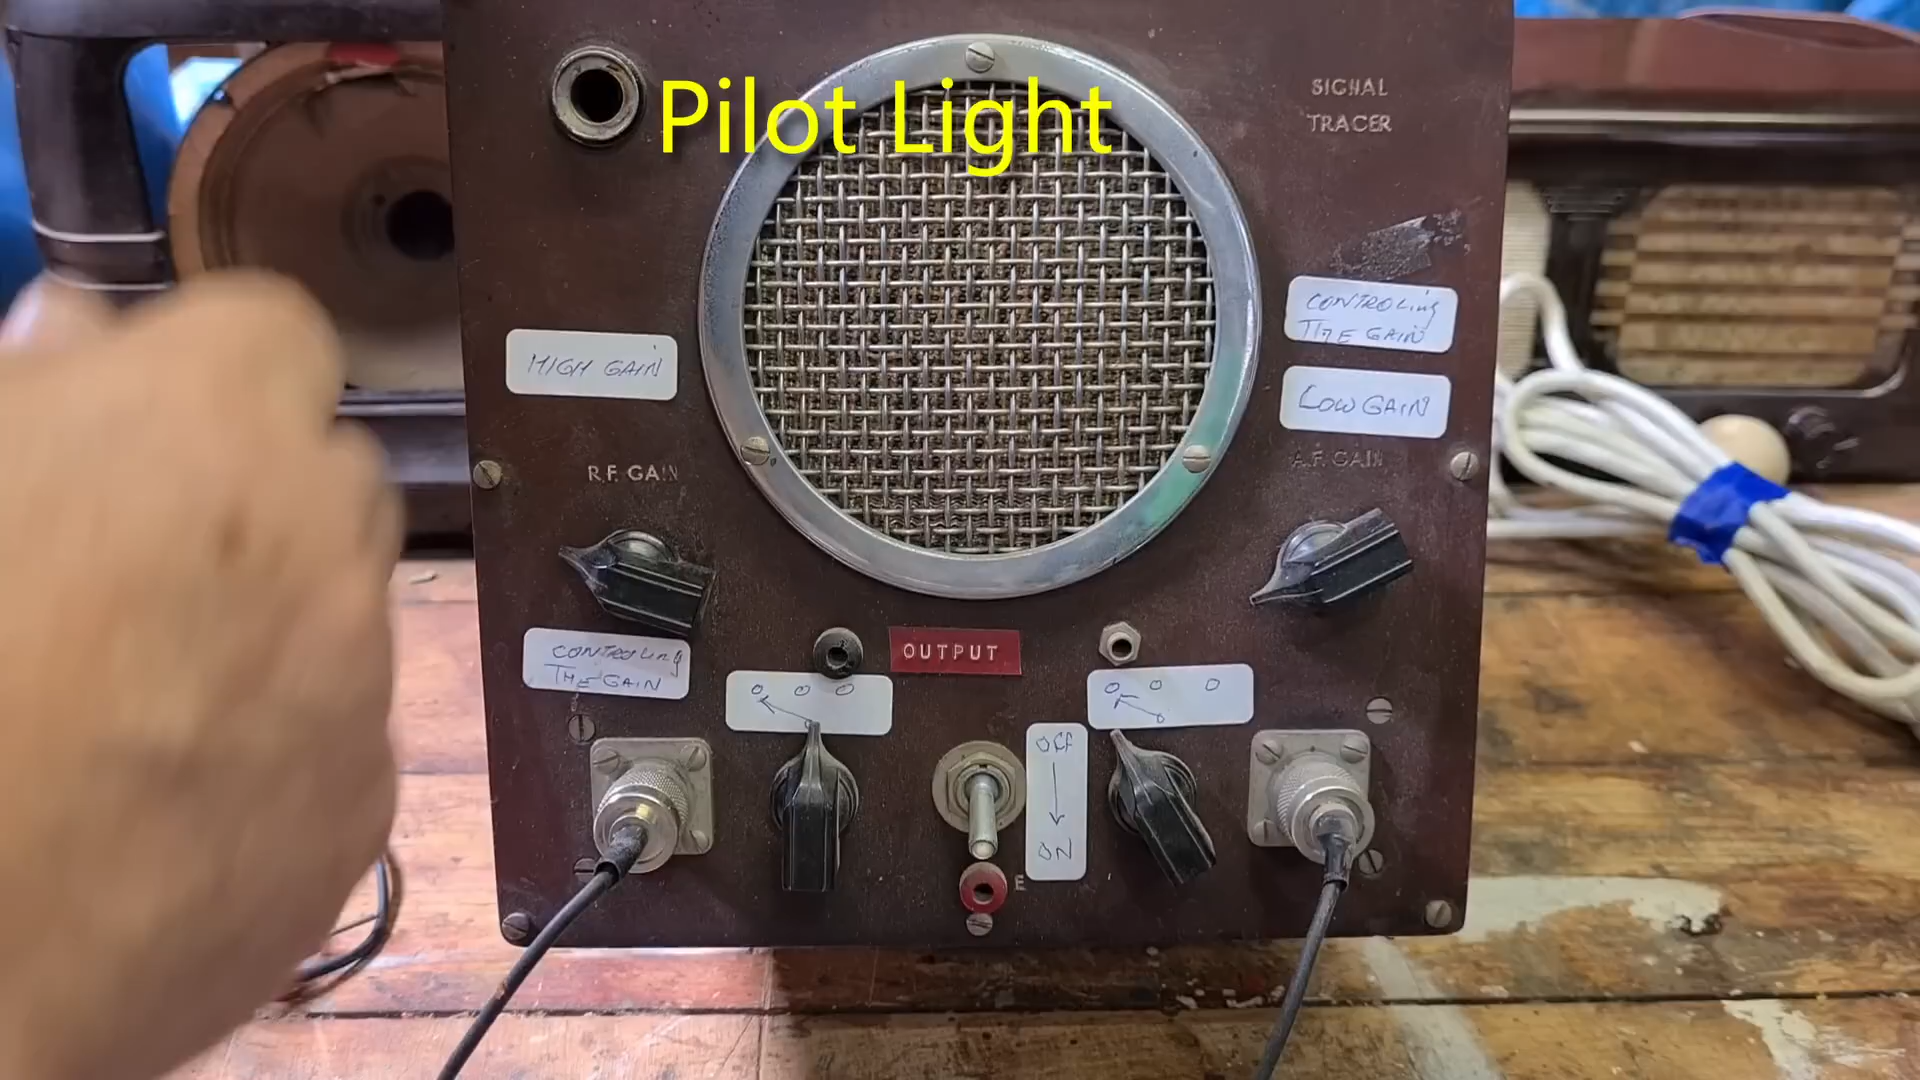 Pilot Light
SIGNAL
TRACER
CONTROLing
THE GAIN
HIGH GAIN
LOW GAIN
R.F. GAIN
A.F. GAIN
OUTPUT
CONTROLing
THE GAIN
OFF
ON
E